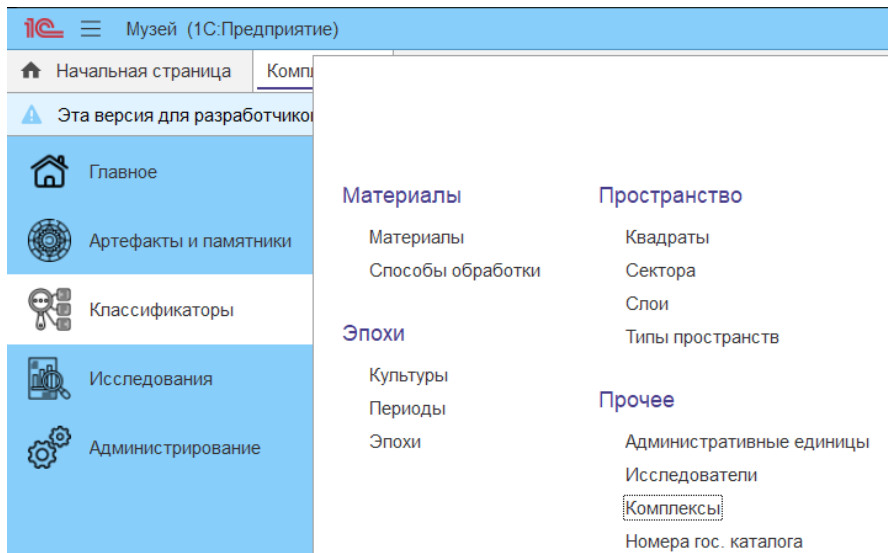 1С Музей (1С:Предприятие)
Начальная страница Комп
Эта версия для разработчико
Главное
Артефакты и памятники
Классификаторы
Исследования
Администрирование
Материалы
Материалы
Способы обработки
Эпохи
Культуры
Периоды
Эпохи
Пространство
Квадраты
Сектора
Слои
Типы пространств
Прочее
Административные единицы
Исследователи
Комплексы
Номера гос. каталога